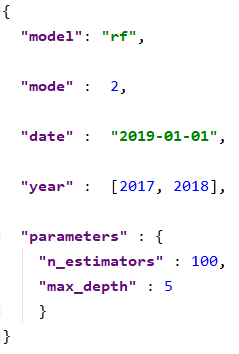 {
"model": "rf",
"mode" : 2,
"date" : "2019-01-01",
"year" : [2017, 2018],
"parameters" : {
"n_estimators" : 100,
"max_depth" : 5
}
}